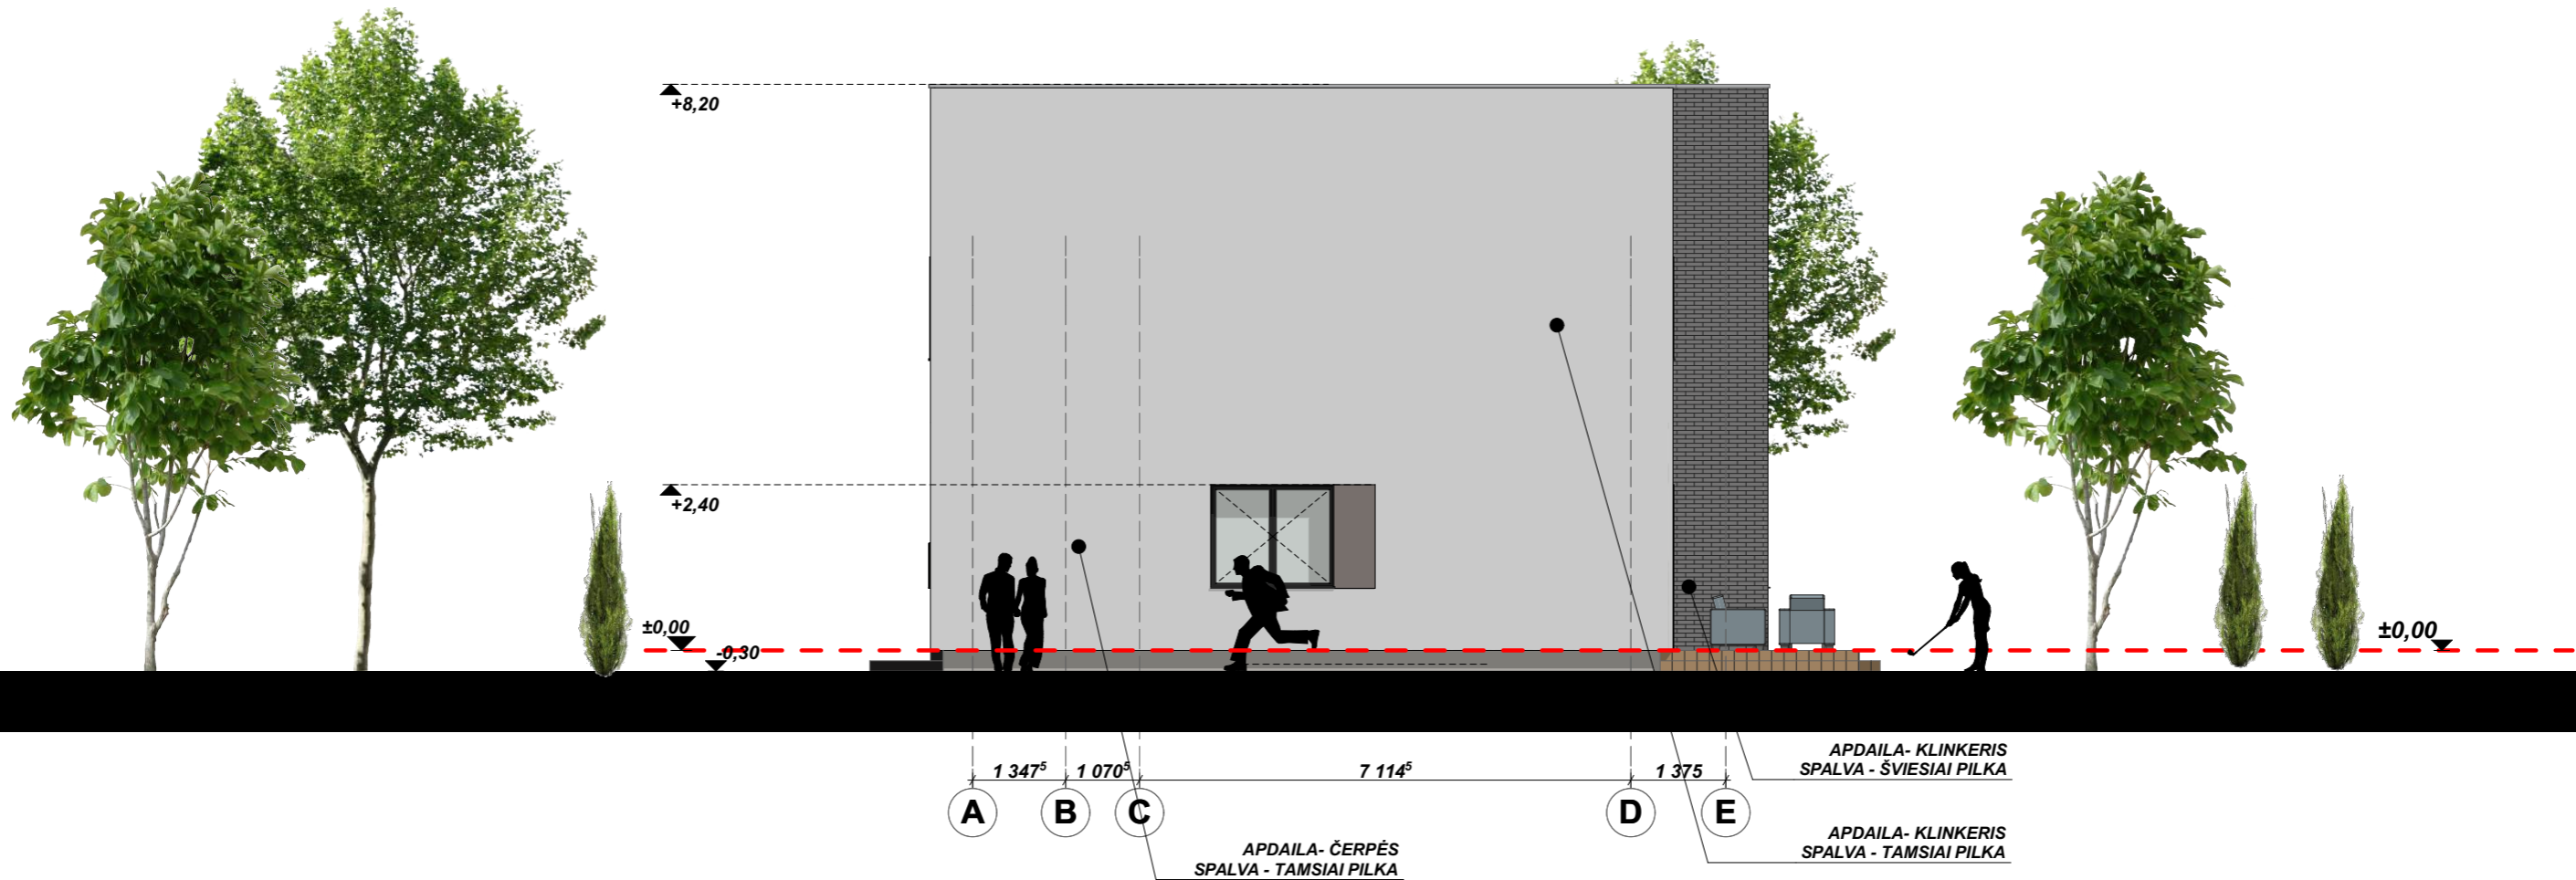 +8,20
+2,40
±0,00
±0,00
-0,30
1 347⁵ 1 070⁵ 7 114⁵ 1 375
A B C D E
APDAILA- KLINKERIS
SPALVA - ŠVIESIAI PILKA
APDAILA- KLINKERIS
SPALVA - TAMSIAI PILKA
APDAILA- ČERPĖS
SPALVA - TAMSIAI PILKA